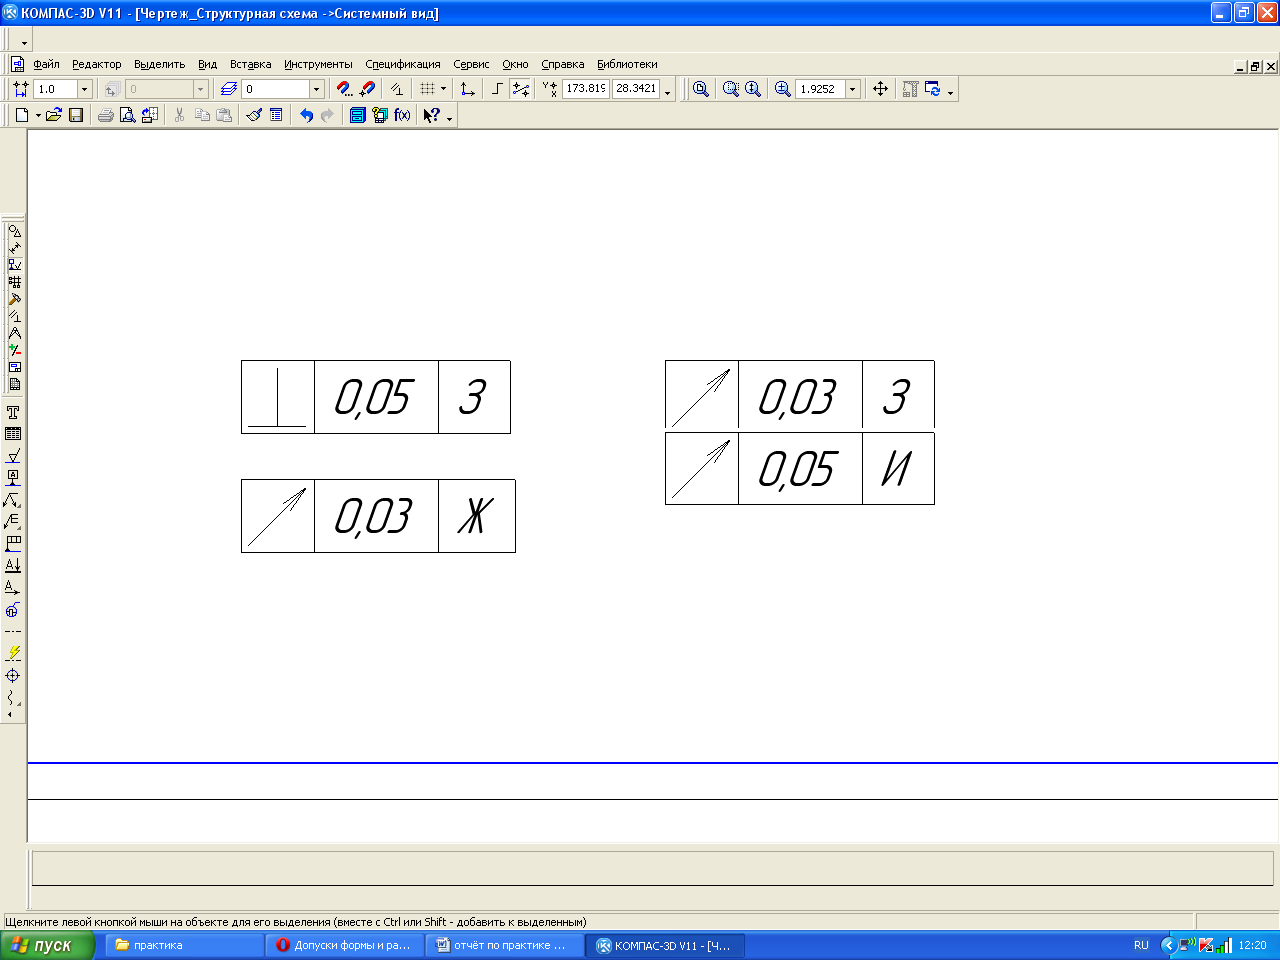 КОМПАС-3D V11 - [Чертеж_Структурная схема ->Системный вид]
Файл Редактор Выделить Вид Вставка Инструменты Спецификация Сервис Окно Справка Библиотеки
1.0 0 0 173.819 28.3421 1.9252
f(x)
0,05 З
0,03 З
0,05 И
0,03 Ж
Щелкните левой кнопкой мыши на объекте для его выделения (вместе с Ctrl или Shift - добавить к выделенным)
пуск практика Допуски формы и ра... отчёт по практике ... КОМПАС-3D V11 - [Ч... RU 12:20